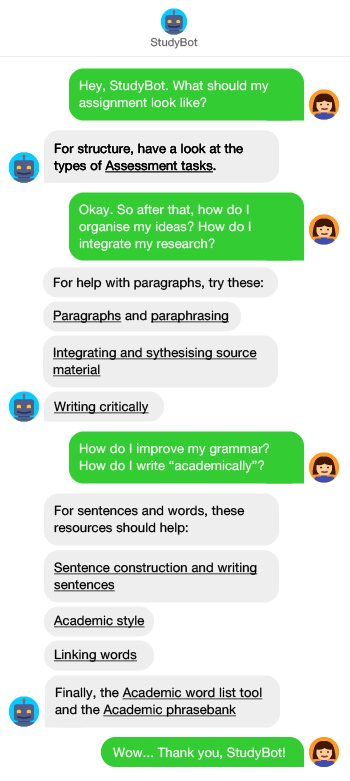 StudyBot
Hey, StudyBot. What should my
assignment look like?
For structure, have a look at the
types of Assessment tasks.
Okay. So after that, how do I
organise my ideas? How do I
integrate my research?
For help with paragraphs, try these:
Paragraphs and paraphrasing
Integrating and sythesising source
material
Writing critically
How do I improve my grammar?
How do I write “academically”?
For sentences and words, these
resources should help:
Sentence construction and writing
sentences
Academic style
Linking words
Finally, the Academic word list tool
and the Academic phrasebank
Wow... Thank you, StudyBot!